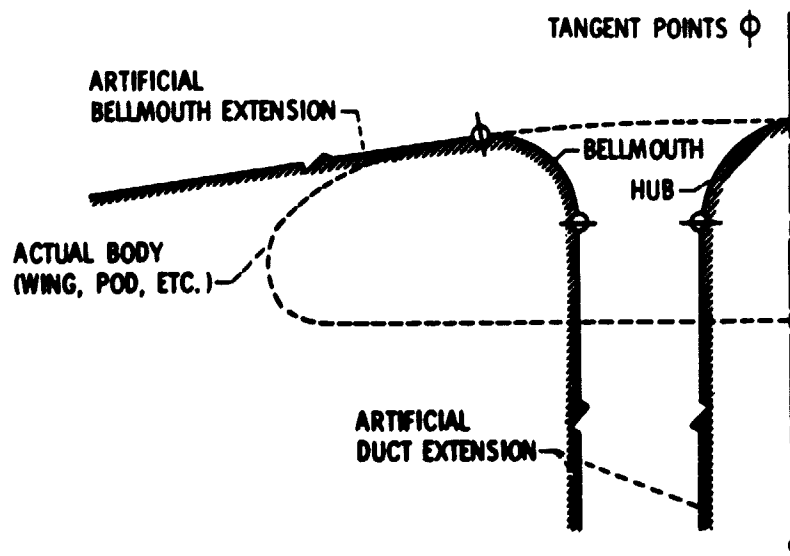 TANGENT POINTS
ARTIFICIAL
BELLMOUTH EXTENSION
BELLMOUTH
HUB
ACTUAL BODY
(WING, POD, ETC.)
ARTIFICIAL
DUCT EXTENSION